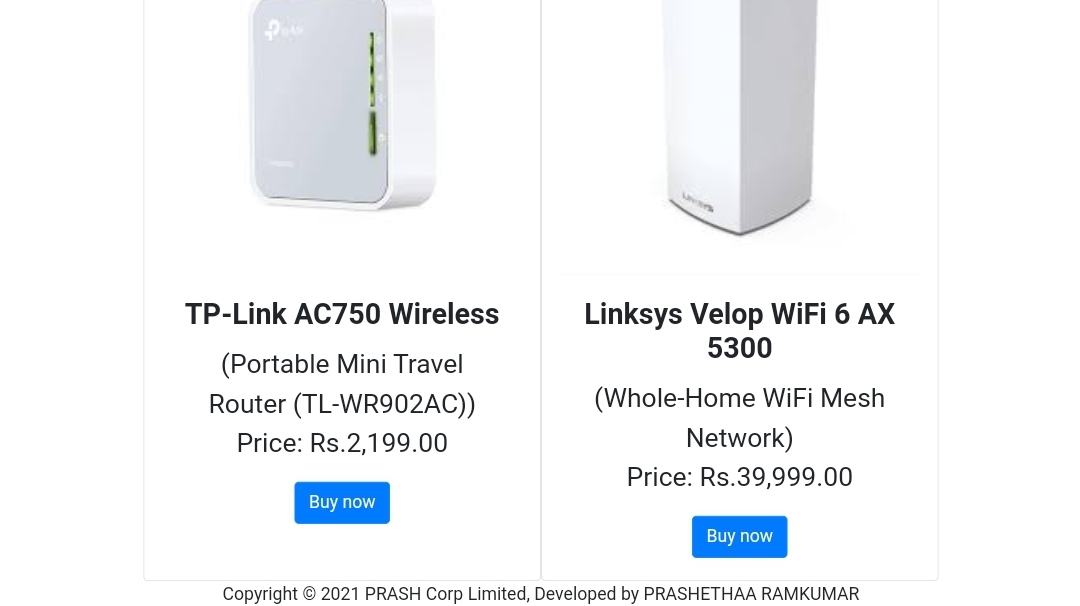 LINKSYS
TP-Link AC750 Wireless
(Portable Mini Travel
Router (TL-WR902AC))
Price: Rs.2,199.00
Buy now
Linksys Velop WiFi 6 AX
5300
(Whole-Home WiFi Mesh
Network)
Price: Rs.39,999.00
Buy now
Copyright © 2021 PRASH Corp Limited, Developed by PRASHETHAA RAMKUMAR